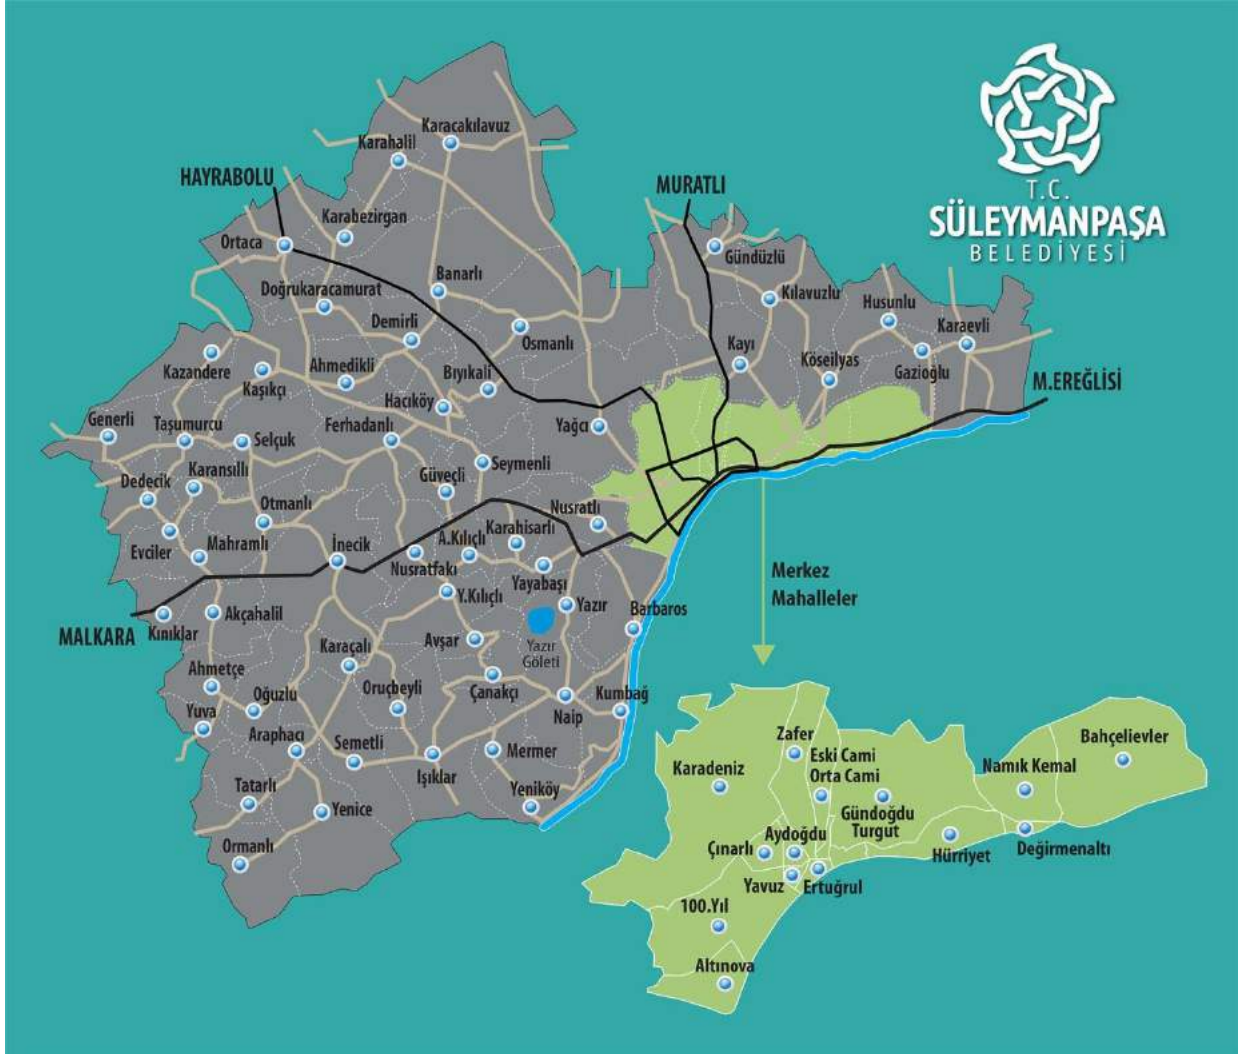 T.C.
SÜLEYMANPAŞA
BELEDİYESİ
Karacakılavuz
Karahalil
HAYRABOLU
MURATLI
Karabezirgan
Ortaca
Gündüzlü
Banarlı
Doğrukaracamurat
Kılavuzlu
Husunlu
Demirli
Karaevli
Osmanlı
Kayı
Kazandere
Ahmedikli
Bıyıkali
Köseilyas
Gazioğlu
M.EREĞLİSİ
Kaşıkçı
Hacıköy
Generli
Taşumurcu
Ferhadanlı
Yağcı
Selçuk
Seymenli
Karansıllı
Dedecik
Güveçli
Otmanlı
Nusratlı
Karahisarlı
A.Kılıçlı
Evciler
Mahramlı
İnecik
Nusratfakı
Yayabaşı
Merkez
Mahalleler
Y.Kılıçlı
Yazır
Barbaros
Akçahalil
MALKARA
Kınıklar
Karaçalı
Avşar
Yazır
Göleti
Ahmetçe
Oruçbeyli
Çanakçı
Oğuzlu
Kumbağ
Yuva
Naip
Araphacı
Semetli
Mermer
Işıklar
Tatarlı
Yeniköy
Yenice
Ormanlı
Zafer
Bahçelievler
Eski Cami
Orta Cami
Karadeniz
Namık Kemal
Gündoğdu
Turgut
Aydoğdu
Çınarlı
Hürriyet
Değirmenaltı
Yavuz
Ertuğrul
100.Yıl
Altınova